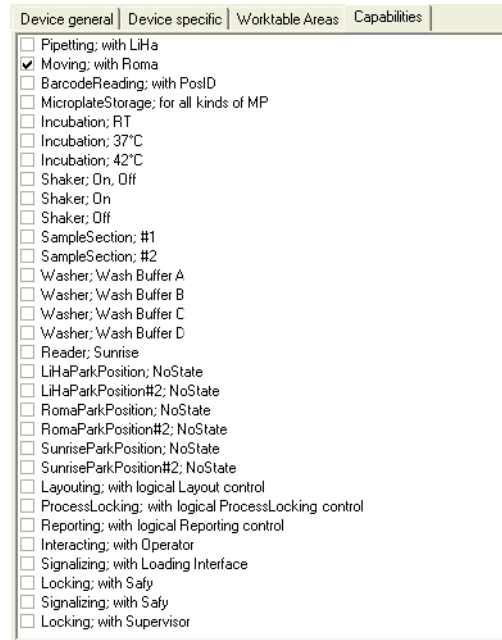 Device general Device specific Worktable Areas Capabilities
Pipetting; with LiHa
Moving; with Roma
BarcodeReading; with PosID
MicroplateStorage; for all kinds of MP
Incubation; RT
Incubation; 37°C
Incubation; 42°C
Shaker; On, Off
Shaker; On
Shaker; Off
SampleSection; #1
SampleSection; #2
Washer; Wash Buffer A
Washer; Wash Buffer B
Washer; Wash Buffer C
Washer; Wash Buffer D
Reader; Sunrise
LiHaParkPosition; NoState
LiHaParkPosition#2; NoState
RomaParkPosition; NoState
RomaParkPosition#2; NoState
SunriseParkPosition; NoState
SunriseParkPosition#2; NoState
Layouting; with logical Layout control
ProcessLocking; with logical ProcessLocking control
Reporting; with logical Reporting control
Interacting; with Operator
Signalizing; with Loading Interface
Locking; with Safy
Signalizing; with Safy
Locking; with Supervisor